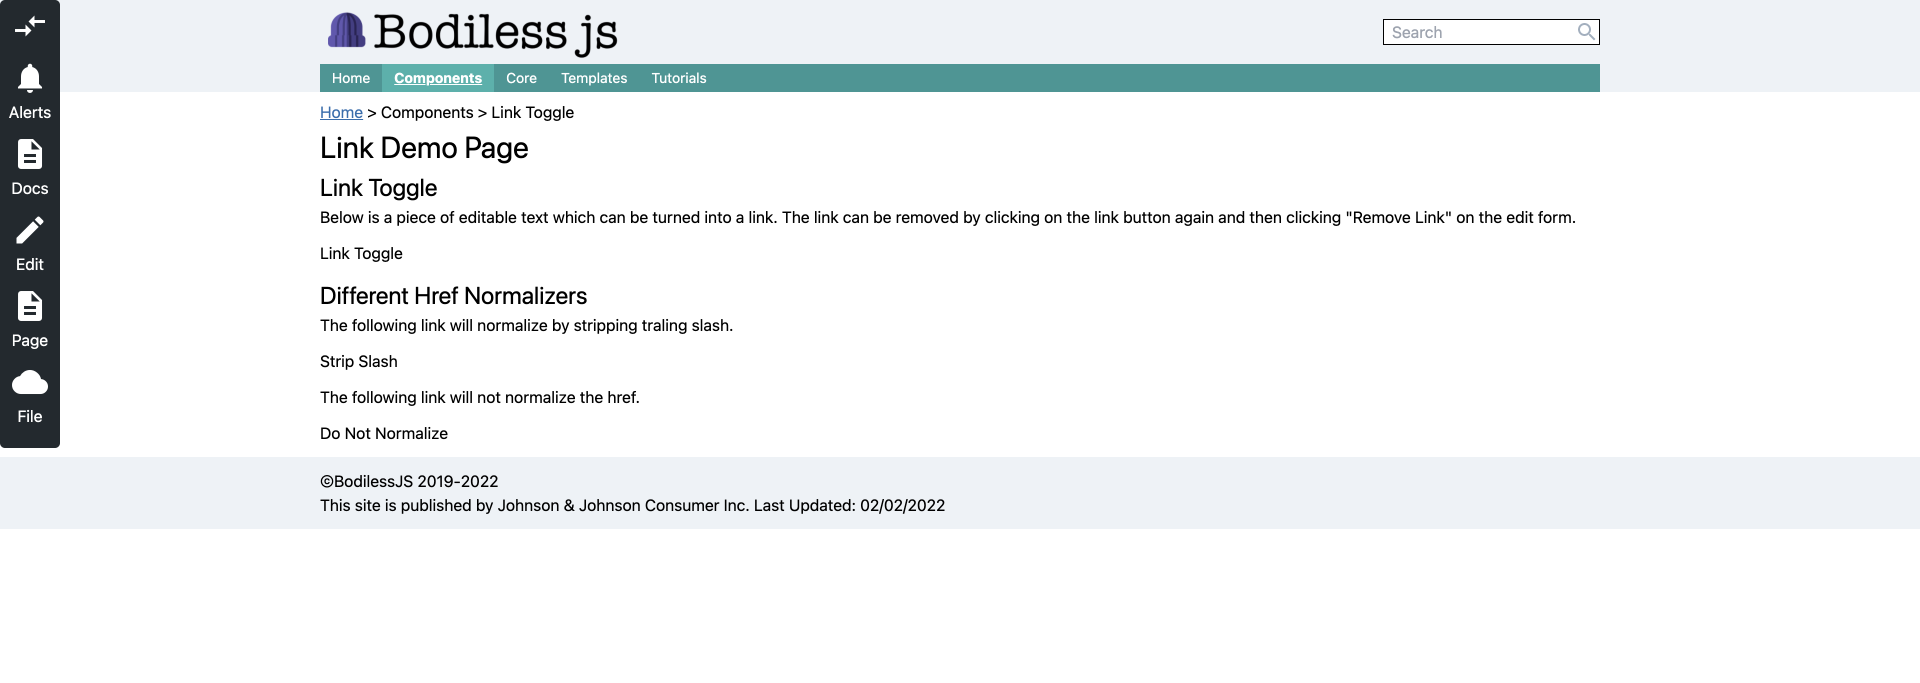 Bodiless js
Search
Home Components Core Templates Tutorials
Alerts
Docs
Edit
Page
File
Home > Components > Link Toggle
Link Demo Page
Link Toggle
Below is a piece of editable text which can be turned into a link. The link can be removed by clicking on the link button again and then clicking "Remove Link" on the edit form.
Link Toggle
Different Href Normalizers
The following link will normalize by stripping traling slash.
Strip Slash
The following link will not normalize the href.
Do Not Normalize
©BodilessJS 2019-2022
This site is published by Johnson & Johnson Consumer Inc. Last Updated: 02/02/2022